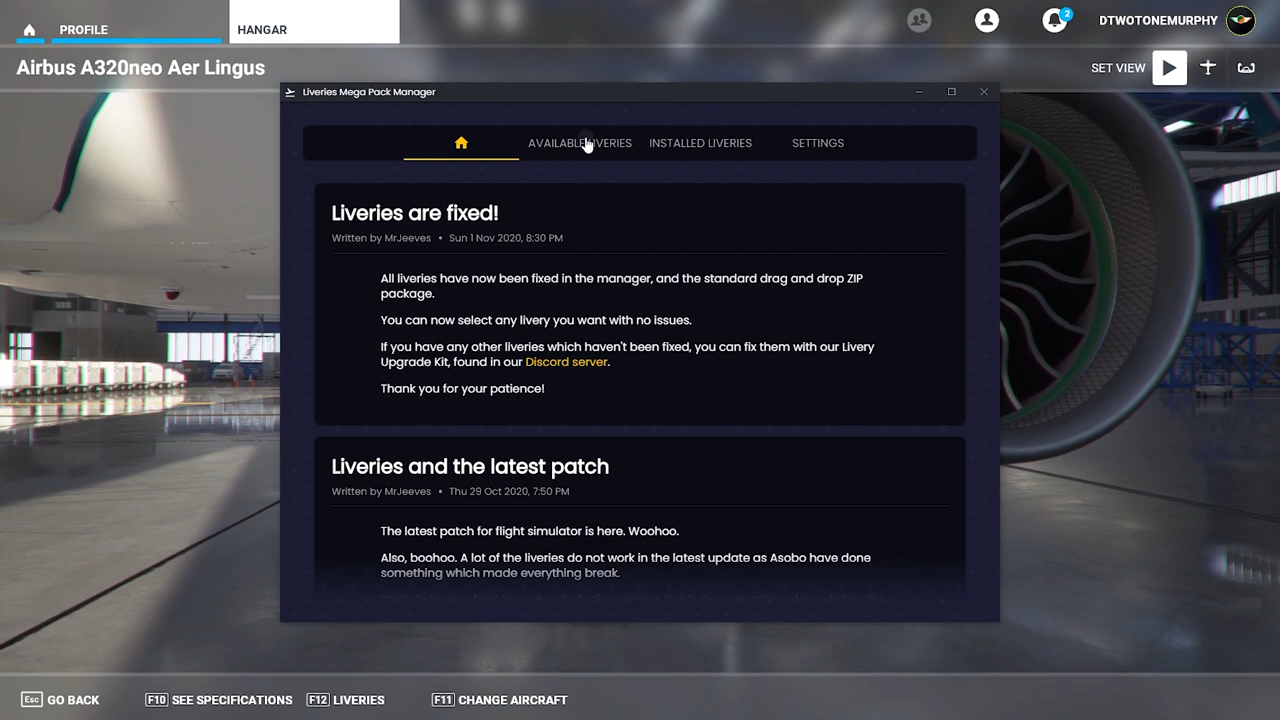 PROFILE
HANGAR
2
DTWOTONEMURPHY
Airbus A320neo Aer Lingus
SET VIEW
Liveries Mega Pack Manager
AVAILABLE LIVERIES
INSTALLED LIVERIES
SETTINGS
Liveries are fixed!
Written by MrJeeves • Sun 1 Nov 2020, 8:30 PM
All liveries have now been fixed in the manager, and the standard drag and drop ZIP
package.
You can now select any livery you want with no issues.
If you have any other liveries which haven't been fixed, you can fix them with our Livery
Upgrade Kit, found in our Discord server.
Thank you for your patience!
Liveries and the latest patch
Written by MrJeeves • Thu 29 Oct 2020, 7:50 PM
The latest patch for flight simulator is here. Woohoo.
Also, boohoo. A lot of the liveries do not work in the latest update as Asobo have done
something which made everything break.
Esc GO BACK
F10 SEE SPECIFICATIONS
F12 LIVERIES
F11 CHANGE AIRCRAFT